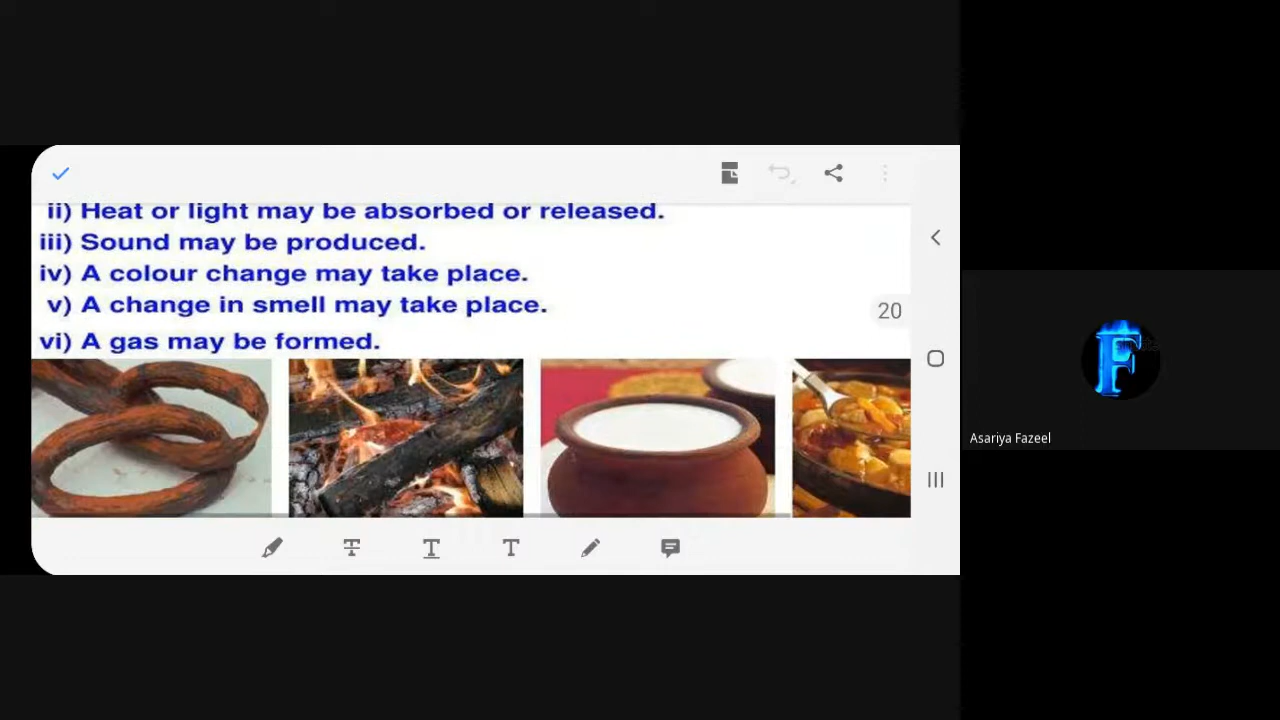 ii) Heat or light may be absorbed or released.
iii) Sound may be produced.
iv) A colour change may take place.
v) A change in smell may take place.
20
vi) A gas may be formed.
F
Asariya Fazeel